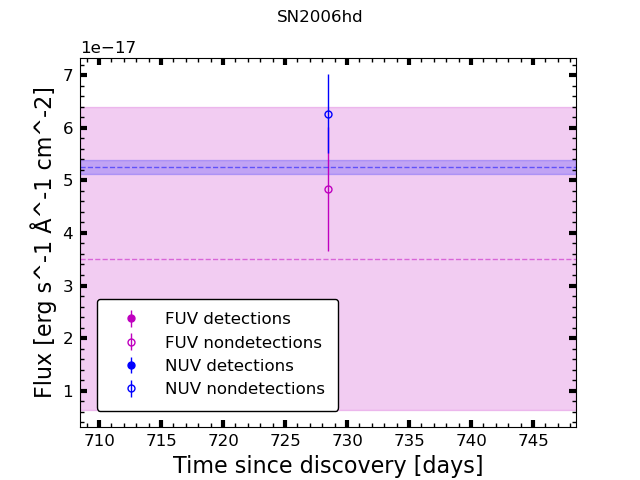 SN2006hd
1e−17
7
6
5
4
3
2
1
Flux [erg s^-1 Å^-1 cm^-2]
FUV detections
FUV nondetections
NUV detections
NUV nondetections
710 715 720 725 730 735 740 745
Time since discovery [days]